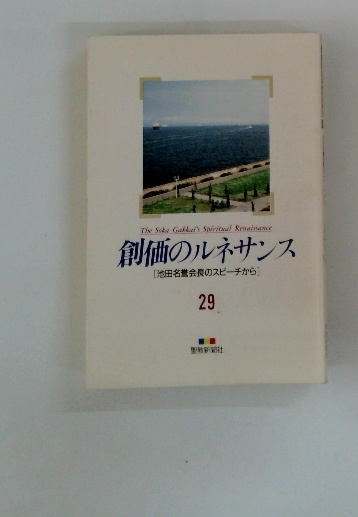 The Soka Gakkai's Spiritual Renaissance
創価のルネサンス
[池田名誉会長のスピーチから]
29
聖教新聞社